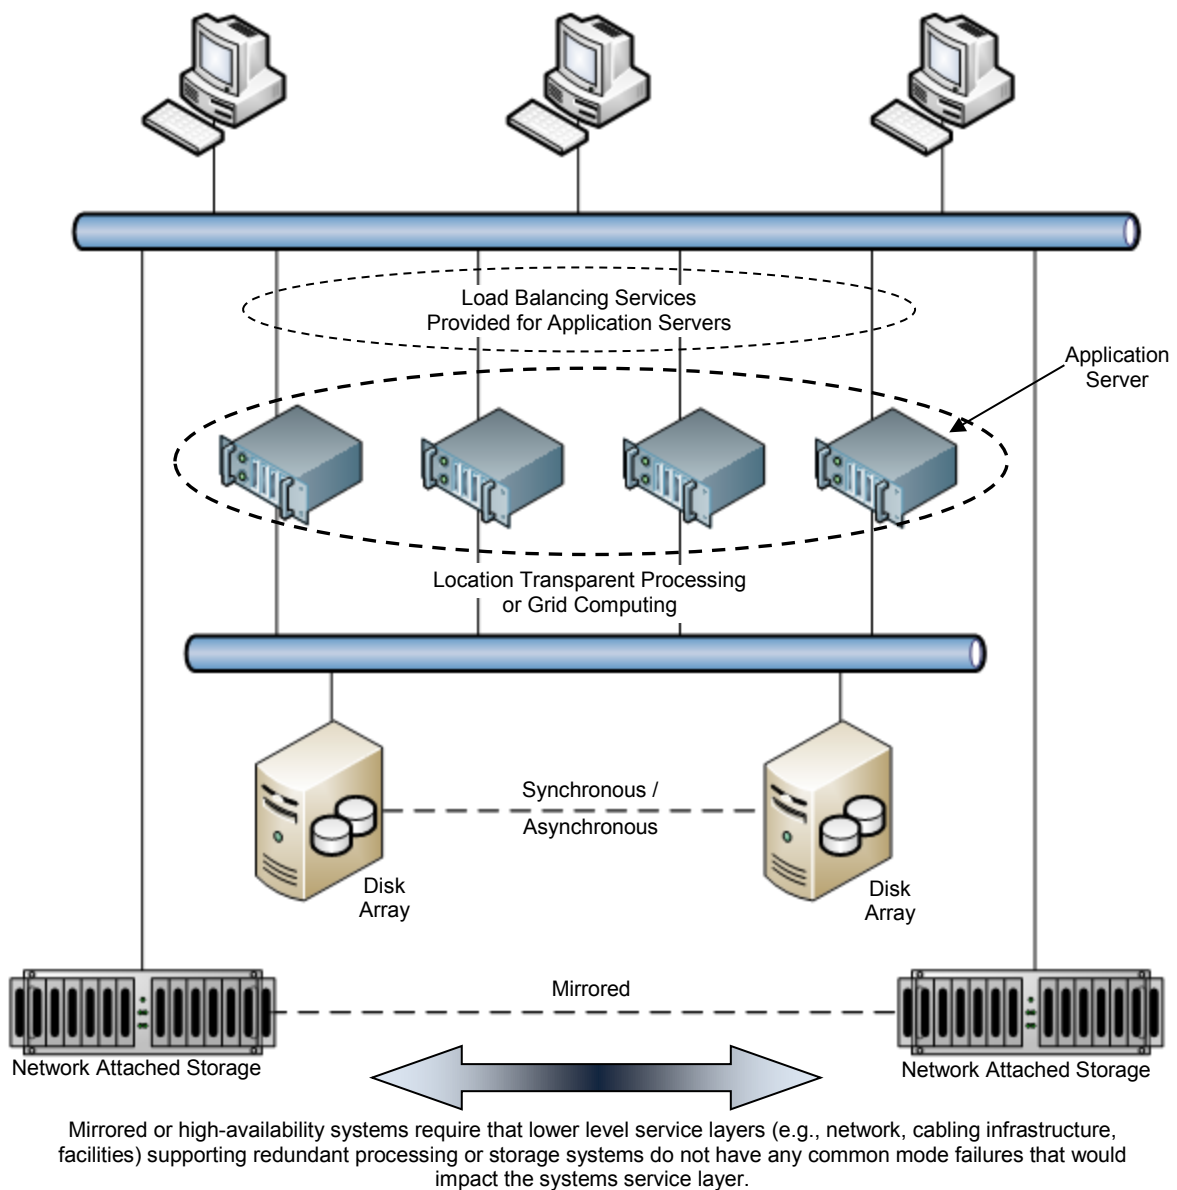 Load Balancing Services
Provided for Application Servers
Application
Server
Location Transparent Processing
or Grid Computing
Synchronous /
Asynchronous
Disk
Array
Disk
Array
Mirrored
Network Attached Storage
Network Attached Storage
Mirrored or high-availability systems require that lower level service layers (e.g., network, cabling infrastructure,
facilities) supporting redundant processing or storage systems do not have any common mode failures that would
impact the systems service layer.